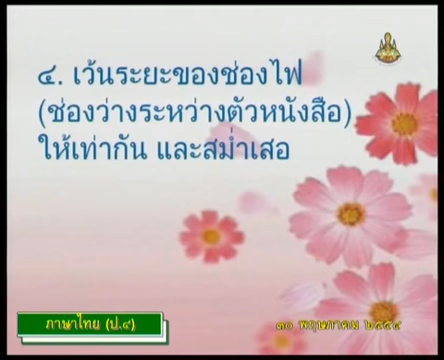 ๔. เว้นระยะของช่องไฟ
(ช่องว่างระหว่างตัวหนังสือ)
ให้เท่ากัน และสม่ำเสอ
ภาษาไทย (ป.๔)
๓๐ พฤษภาคม ๒๕๕๔